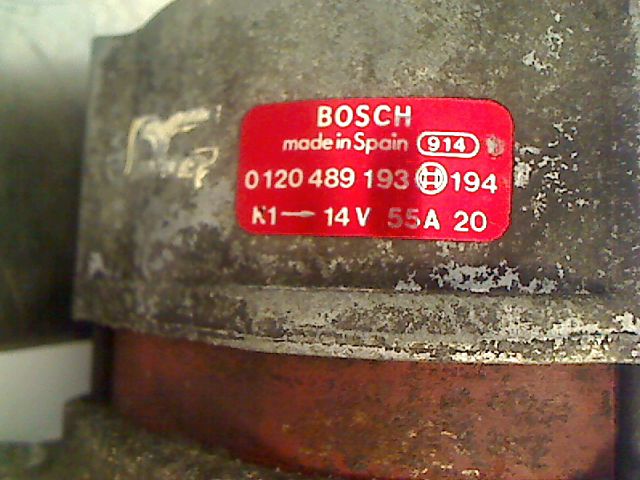 BOSCH
made in Spain 914
0 120 489 193 194
K1 → 14 V 55A 20